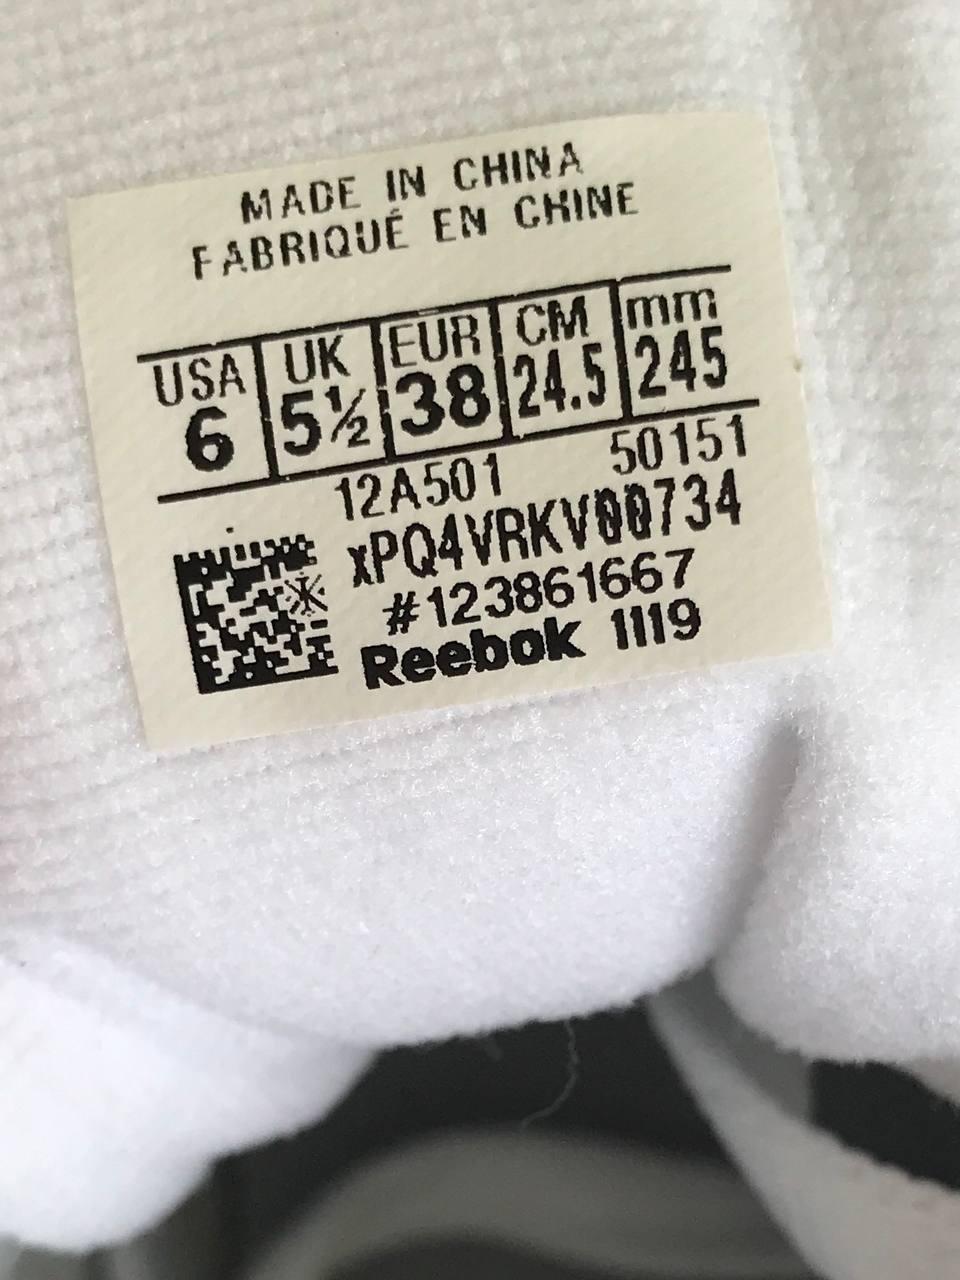 MADE IN CHINA
FABRIQUÉ EN CHINE
USA UK EUR CM mm
6 5½ 38 24.5 245
12A501 50151
xPQ4VRKV00734
#123861667
Reebok 1119